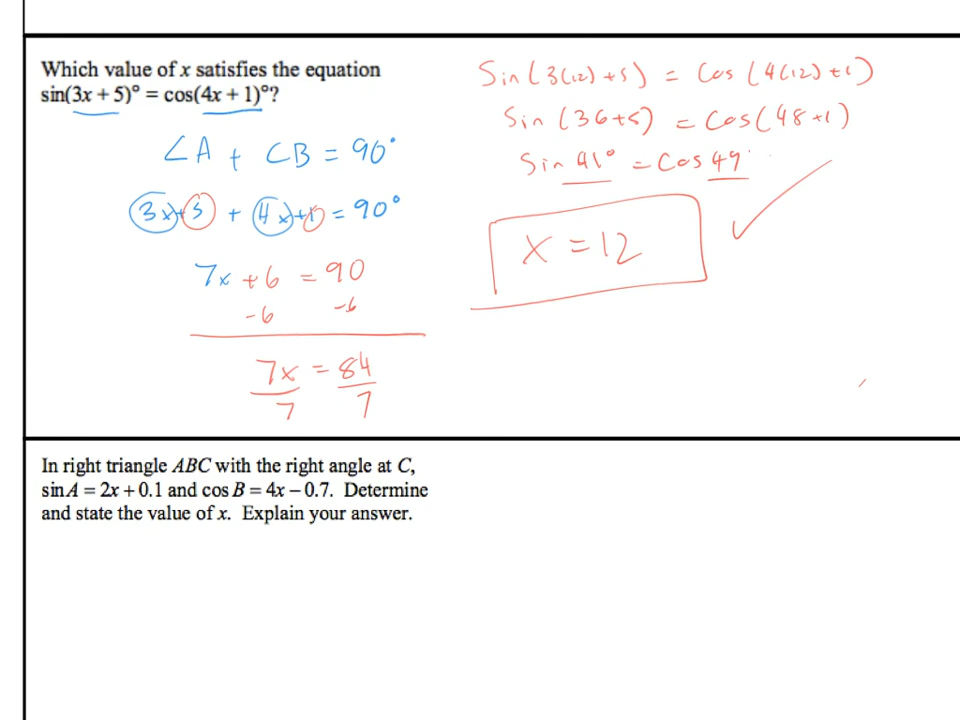 Which value of x satisfies the equation
sin(3x + 5)° = cos(4x + 1)°?
∠A + ∠B = 90°
3x+5 + 4x+1 = 90°
7x + 6 = 90
-6 -6
7x = 84
7 7
Sin (3(12) +5) = Cos (4(12) +1)
Sin (36+5) = Cos(48+1)
Sin 41° = Cos 49°
x = 12
In right triangle ABC with the right angle at C,
sin A = 2x + 0.1 and cos B = 4x – 0.7. Determine
and state the value of x. Explain your answer.